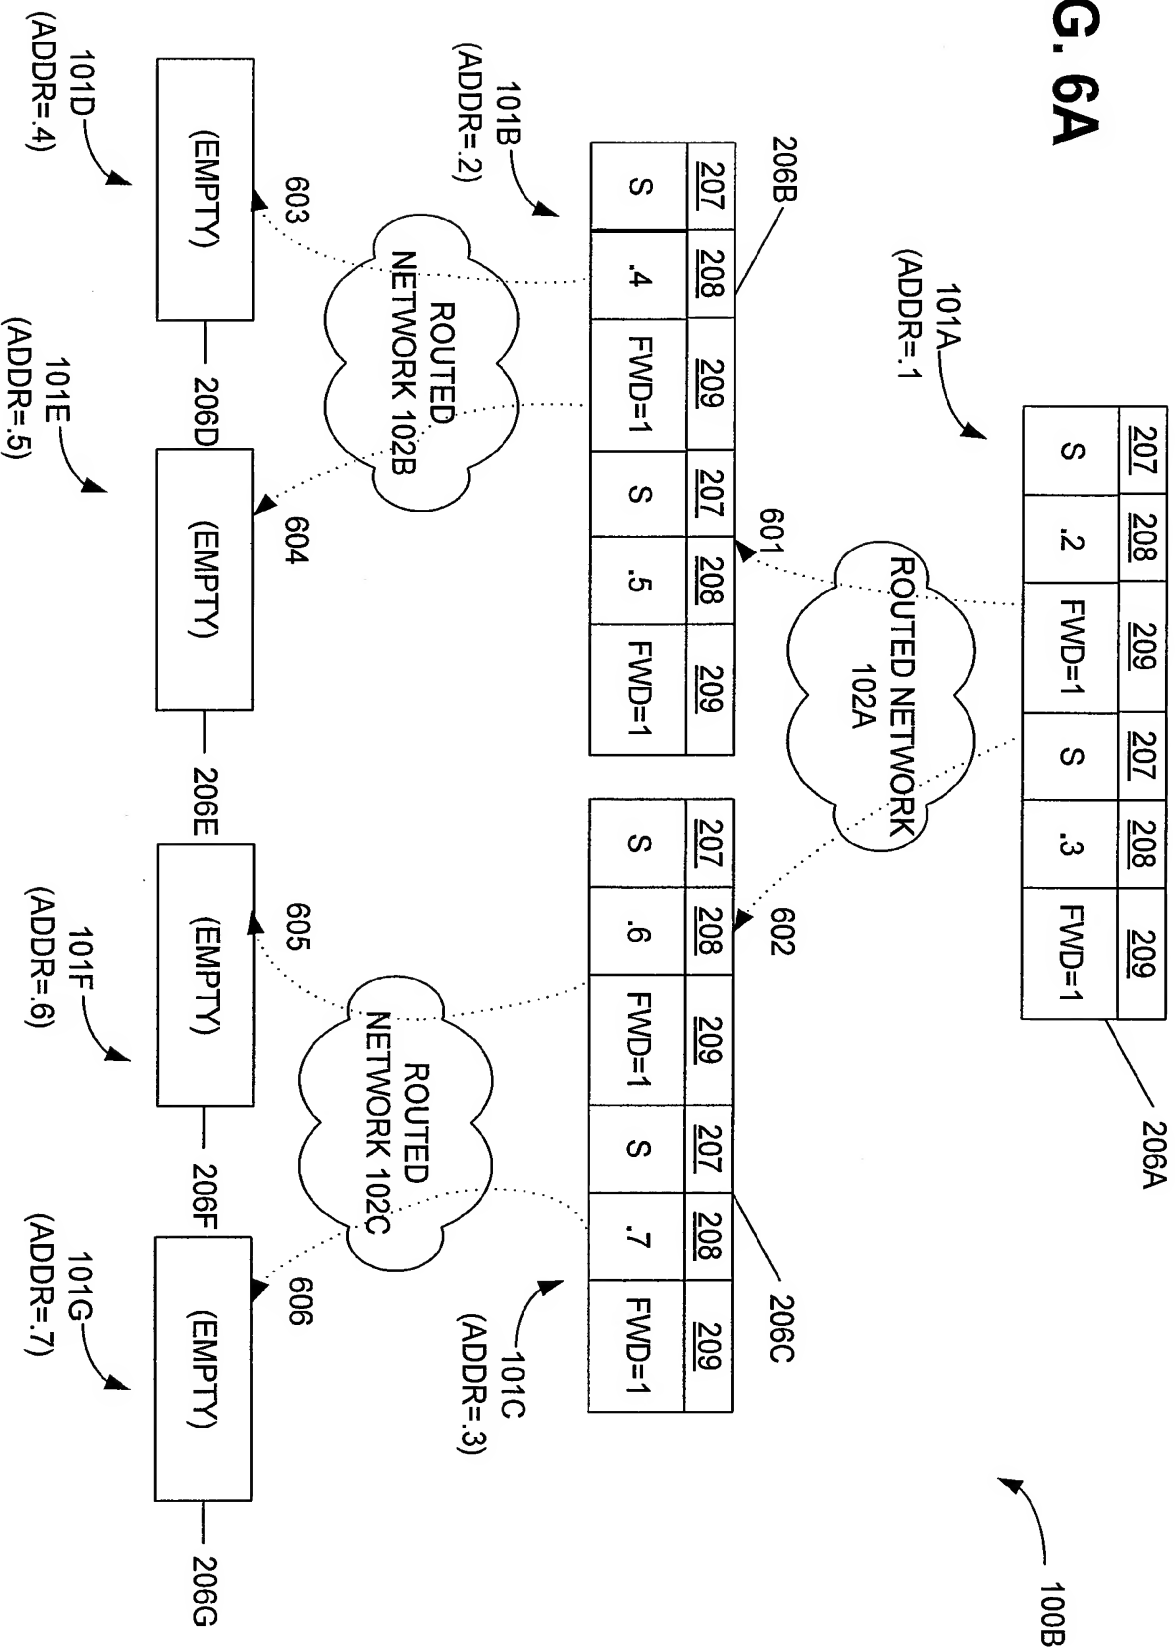 G. 6A
100B
101A
(ADDR=.1
207 208 209 207 208 209
S .2 FWD=1 S .3 FWD=1
206A
ROUTED NETWORK
102A
601
602
206B
101B
(ADDR=.2)
207 208 209 207 208 209
S .4 FWD=1 S .5 FWD=1
206C
207 208 209 207 208 209
S .6 FWD=1 S .7 FWD=1
101C
(ADDR=.3)
ROUTED
NETWORK 102B
603
604
ROUTED
NETWORK 102C
605
606
(EMPTY)
206D
(EMPTY)
206E
(EMPTY)
206F
(EMPTY)
206G
101D
(ADDR=.4)
101E
(ADDR=.5)
101F
(ADDR=.6)
101G
(ADDR=.7)